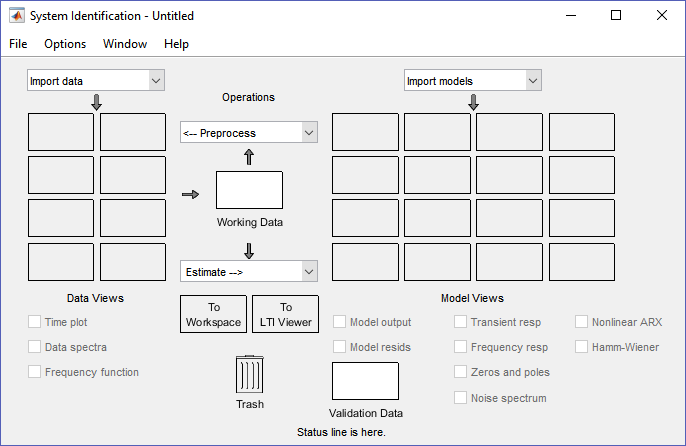 System Identification - Untitled
File Options Window Help
Import data
Import models
Operations
<-- Preprocess
Working Data
Estimate -->
Data Views
Model Views
To
Workspace
To
LTI Viewer
Time plot
Data spectra
Frequency function
Model output
Model resids
Transient resp
Frequency resp
Zeros and poles
Noise spectrum
Nonlinear ARX
Hamm-Wiener
Trash
Validation Data
Status line is here.